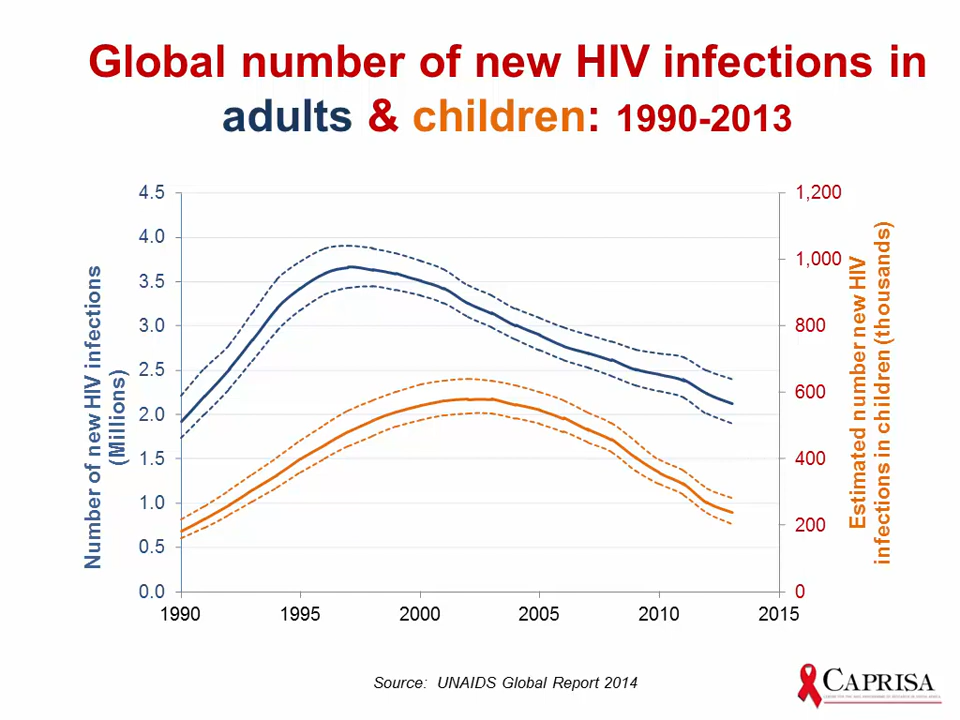 Global number of new HIV infections in
adults & children: 1990-2013
4.5
4.0
3.5
3.0
2.5
2.0
1.5
1.0
0.5
0.0
Number of new HIV infections
(Millions)
1,200
1,000
800
600
400
200
0
Estimated number new HIV
infections in children (thousands)
1990
1995
2000
2005
2010
2015
Source: UNAIDS Global Report 2014
CAPRISA